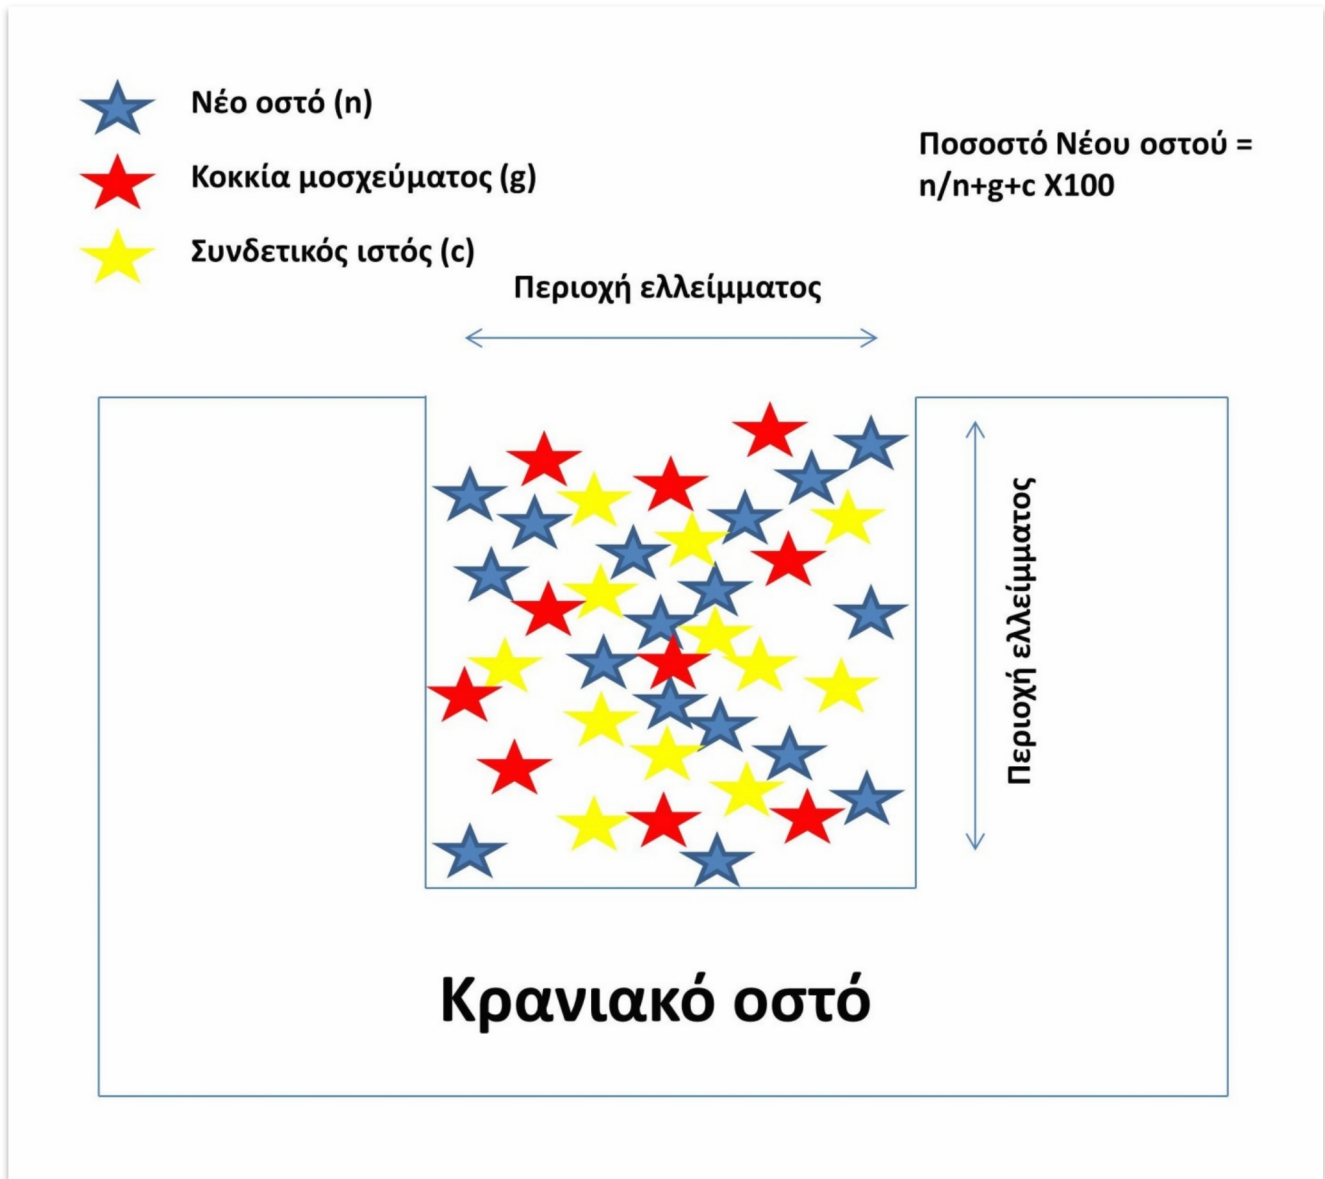 Νέο οστό (n)
Κοκκία μοσχεύματος (g)
Συνδετικός ιστός (c)
Ποσοστό Νέου οστού =
n/n+g+c X100
Περιοχή ελλείμματος
Περιοχή ελλείμματος
Κρανιακό οστό